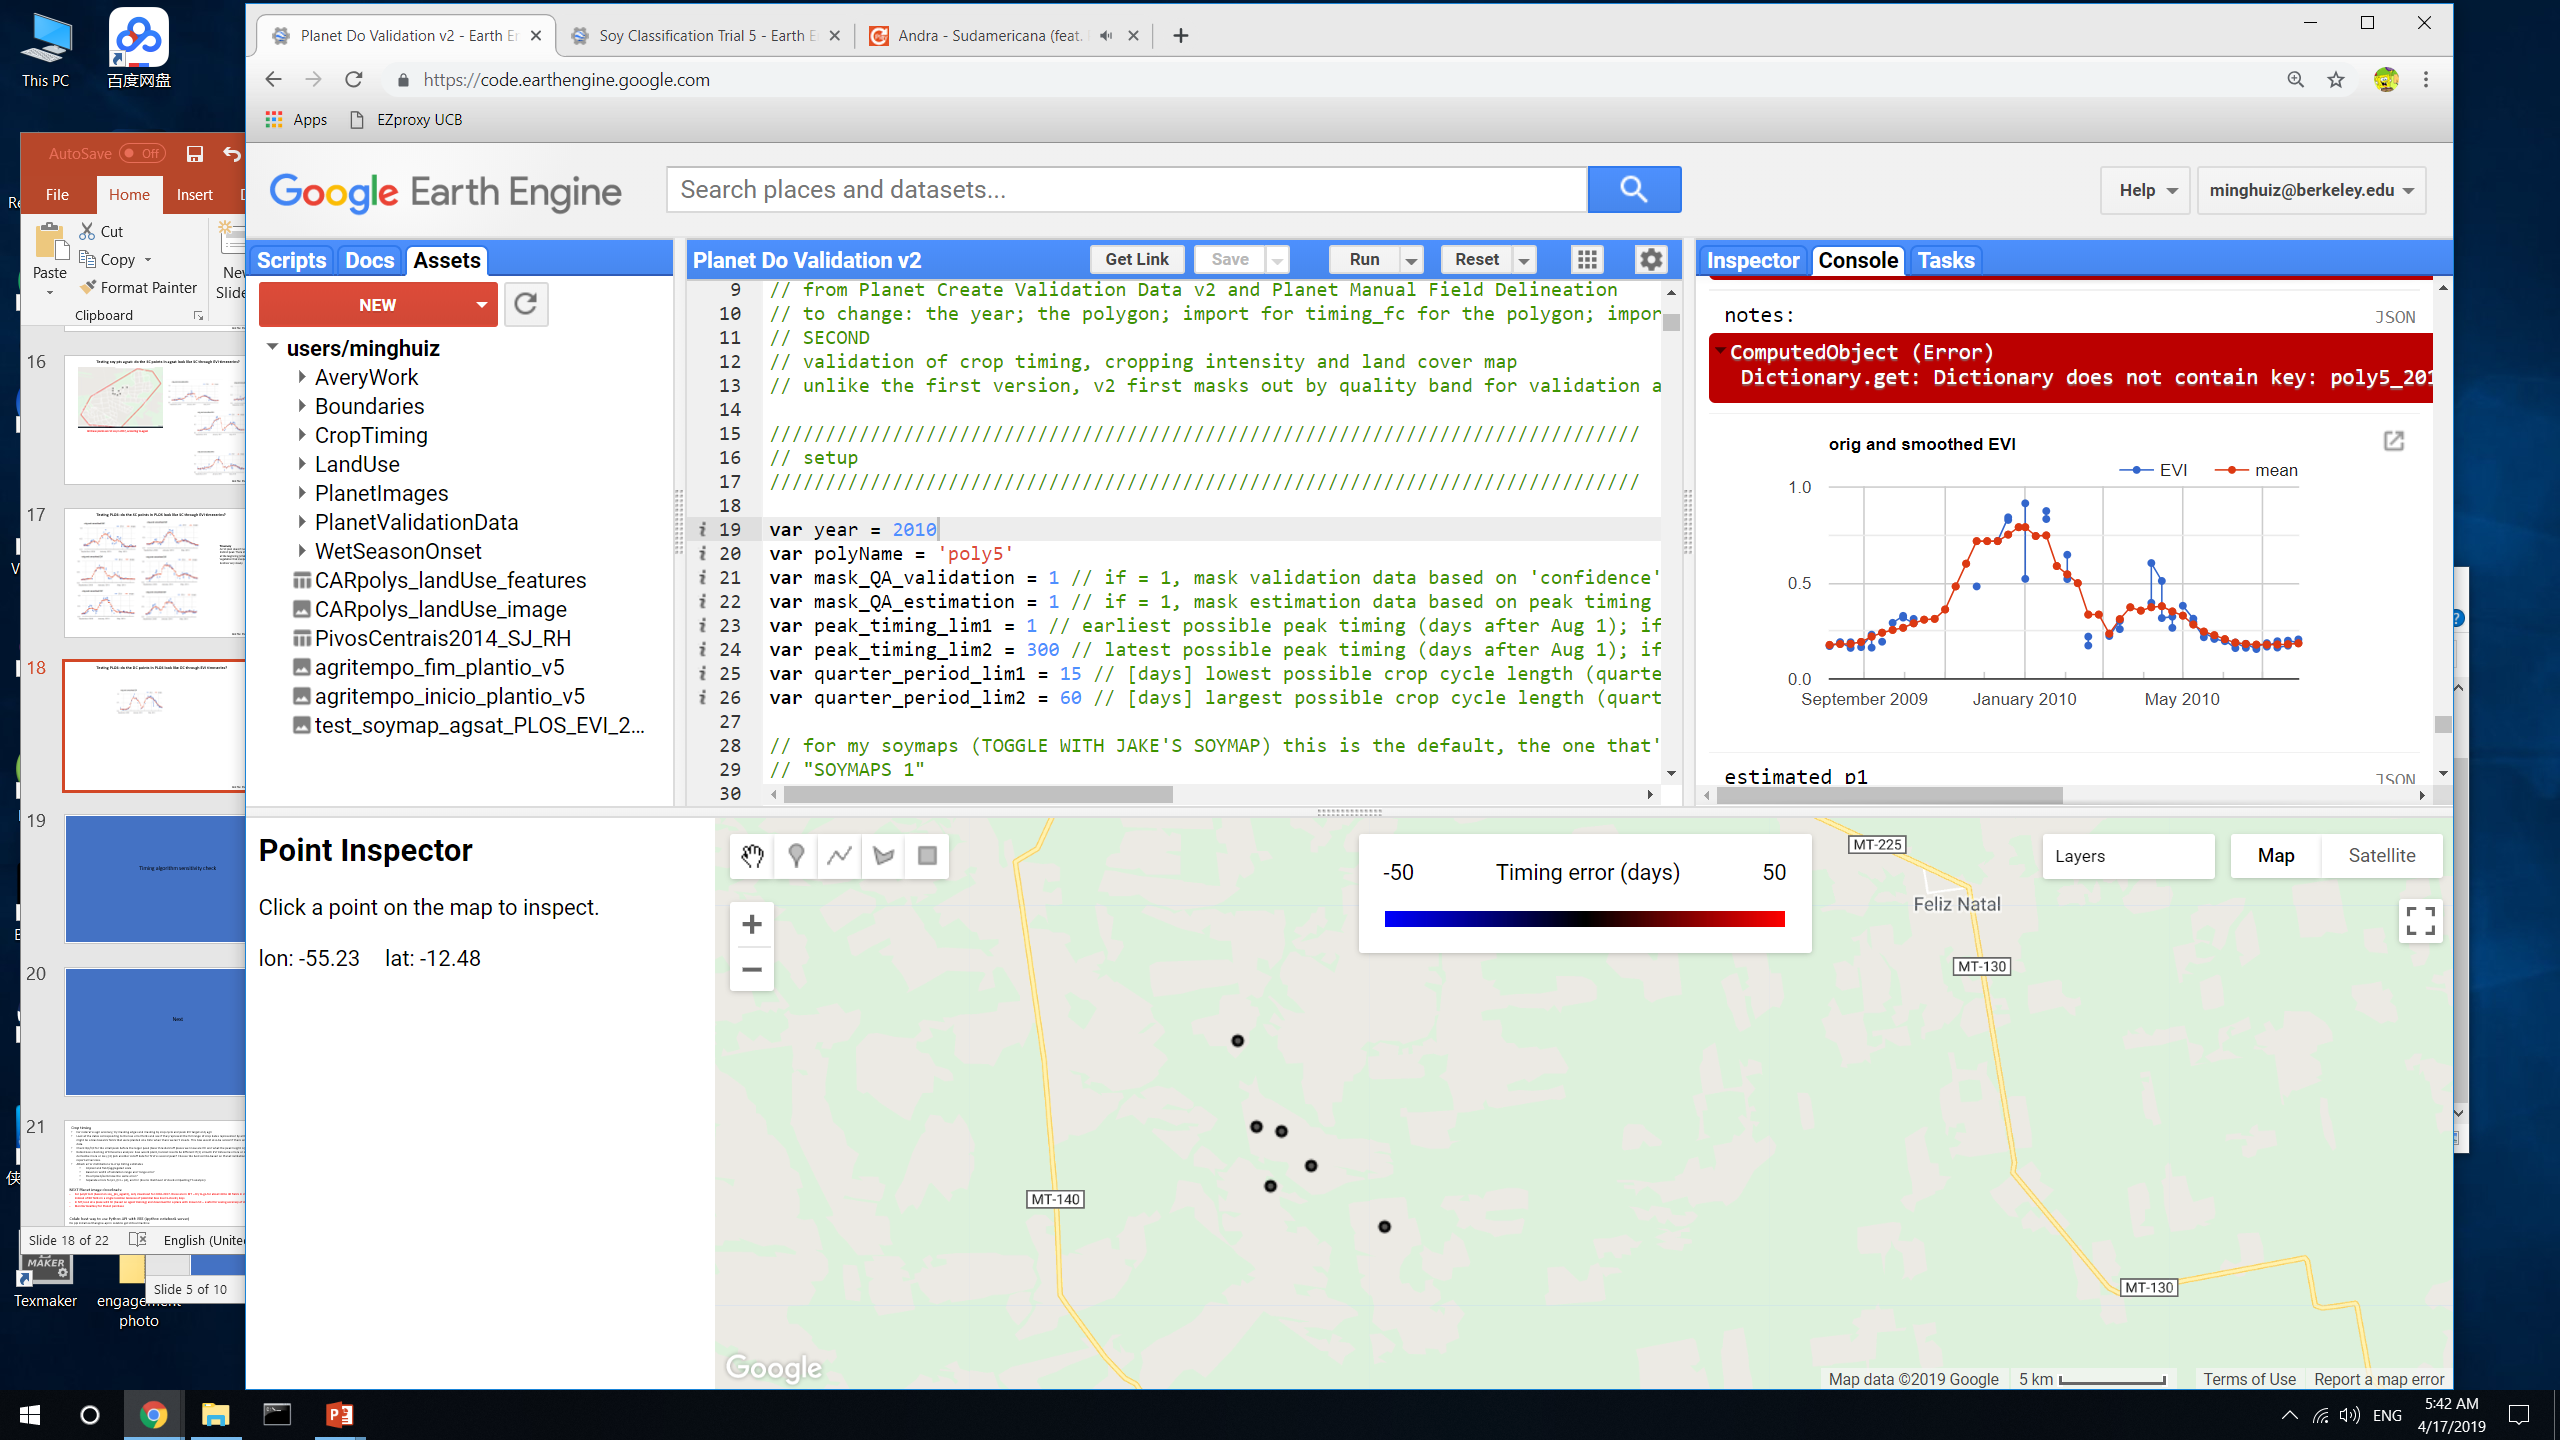 This PC
百度网盘
Planet Do Validation v2 - Earth E
Soy Classification Trial 5 - Earth E
Andra - Sudamericana (feat.
https://code.earthengine.google.com
Apps
EZproxy UCB
AutoSave
Off
File
Home
Insert
Paste
Cut
Copy
Format Painter
Clipboard
New
Slide
Google Earth Engine
Search places and datasets...
Help
minghuiz@berkeley.edu
Scripts
Docs
Assets
NEW
users/minghuiz
AveryWork
Boundaries
CropTiming
LandUse
PlanetImages
PlanetValidationData
WetSeasonOnset
CARpolys_landUse_features
CARpolys_landUse_image
PivosCentrais2014_SJ_RH
agritempo_fim_plantio_v5
agritempo_inicio_plantio_v5
test_soymap_agsat_PLOS_EVI_2...
Planet Do Validation v2
Get Link
Save
Run
Reset
9 // from Planet Create Validation Data v2 and Planet Manual Field Delineation
10 // to change: the year; the polygon; import for timing_fc for the polygon; impor
11 // SECOND
12 // validation of crop timing, cropping intensity and land cover map
13 // unlike the first version, v2 first masks out by quality band for validation a
14
15 ///////////////////////////////////////////////////////////////////////////////
16 // setup
17 ///////////////////////////////////////////////////////////////////////////////
18
19 var year = 2010
20 var polyName = 'poly5'
21 var mask_QA_validation = 1 // if = 1, mask validation data based on 'confidence'
22 var mask_QA_estimation = 1 // if = 1, mask estimation data based on peak timing
23 var peak_timing_lim1 = 1 // earliest possible peak timing (days after Aug 1); if
24 var peak_timing_lim2 = 300 // latest possible peak timing (days after Aug 1); if
25 var quarter_period_lim1 = 15 // [days] lowest possible crop cycle length (quarte
26 var quarter_period_lim2 = 60 // [days] largest possible crop cycle length (quart
27
28 // for my soymaps (TOGGLE WITH JAKE'S SOYMAP) this is the default, the one that'
29 // "SOYMAPS 1"
30
Inspector
Console
Tasks
notes:
JSON
ComputedObject (Error)
Dictionary.get: Dictionary does not contain key: poly5_201
orig and smoothed EVI
EVI
mean
1.0
0.5
0.0
September 2009
January 2010
May 2010
estimated p1
JSON
16
17
18
19
Timing algorithm sensitivity check
20
Next
21
Slide 18 of 22
English (Unite
Slide 5 of 10
MAKER
Texmaker
engagement
photo
Point Inspector
Click a point on the map to inspect.
lon: -55.23 lat: -12.48
-50
Timing error (days)
50
MT-225
Layers
Map
Satellite
Feliz Natal
MT-130
MT-140
MT-130
Google
Map data ©2019 Google
5 km
Terms of Use
Report a map error
ENG
5:42 AM
4/17/2019